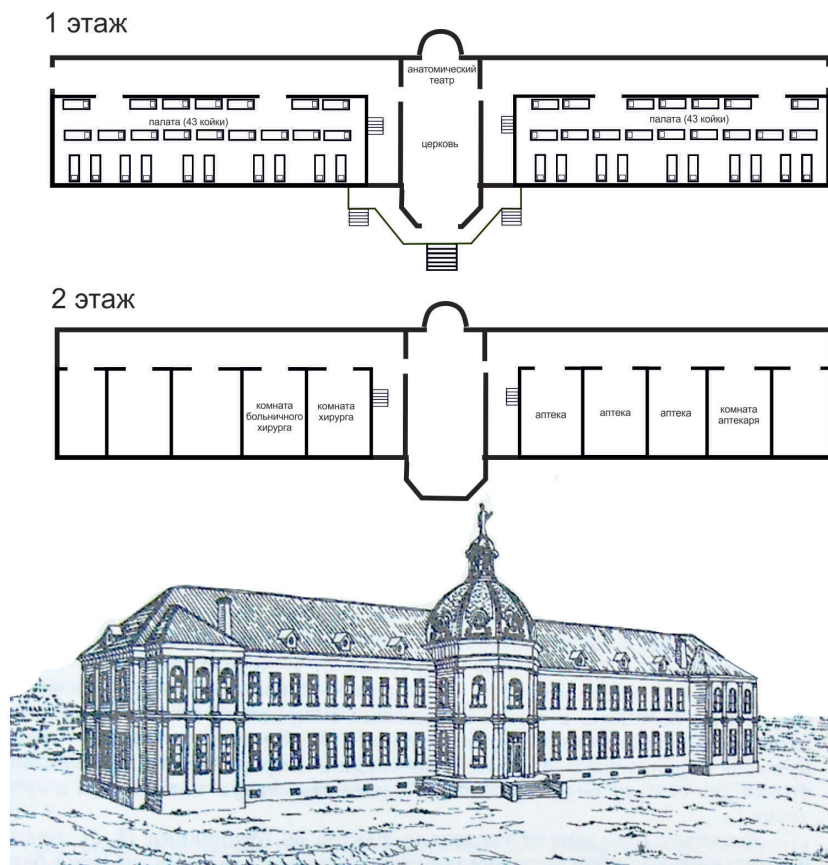 1 этаж
анатомический
театр
палата (43 койки)
палата (43 койки)
церковь
2 этаж
комната
больничного
хирурга
комната
хирурга
аптека
аптека
аптека
комната
аптекаря